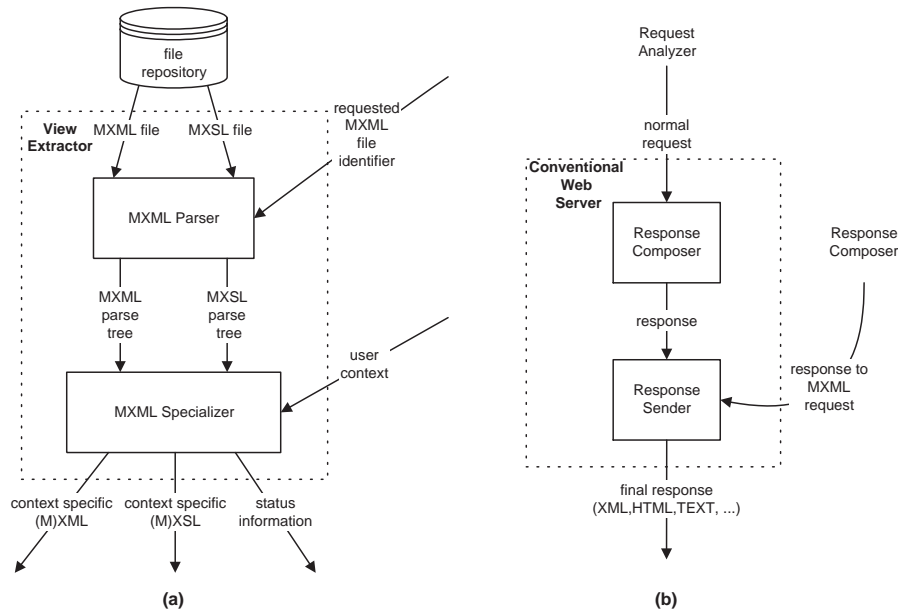 file
repository
View
Extractor
MXML file
MXSL file
requested
MXML
file
identifier
MXML Parser
MXML
parse
tree
MXSL
parse
tree
user
context
MXML Specializer
context specific
(M)XML
context specific
(M)XSL
status
information
(a)
Request
Analyzer
normal
request
Conventional
Web
Server
Response
Composer
Response
Composer
response
Response
Sender
response to
MXML
request
final response
(XML,HTML,TEXT, ...)
(b)